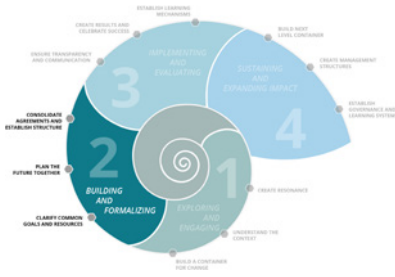 ESTABLISH LEARNING
MECHANISMS
CREATE RESULTS AND
CELEBRATE SUCCESS
BUILD NEXT
LEVEL CONTAINER
ENSURE TRANSPARENCY
AND COMMUNICATION
IMPLEMENTING
AND
EVALUATING
3
SUSTAINING
AND
EXPANDING IMPACT
4
CREATE MANAGEMENT
STRUCTURES
ESTABLISH
GOVERNANCE AND
LEARNING SYSTEM
CONSOLIDATE
AGREEMENTS AND
ESTABLISH STRUCTURE
2
PLAN THE
FUTURE TOGETHER
BUILDING
AND
FORMALIZING
CLARIFY COMMON
GOALS AND RESOURCES
1
EXPLORING
AND
ENGAGING
CREATE RESONANCE
UNDERSTAND THE
CONTEXT
BUILD A CONTAINER
FOR CHANGE